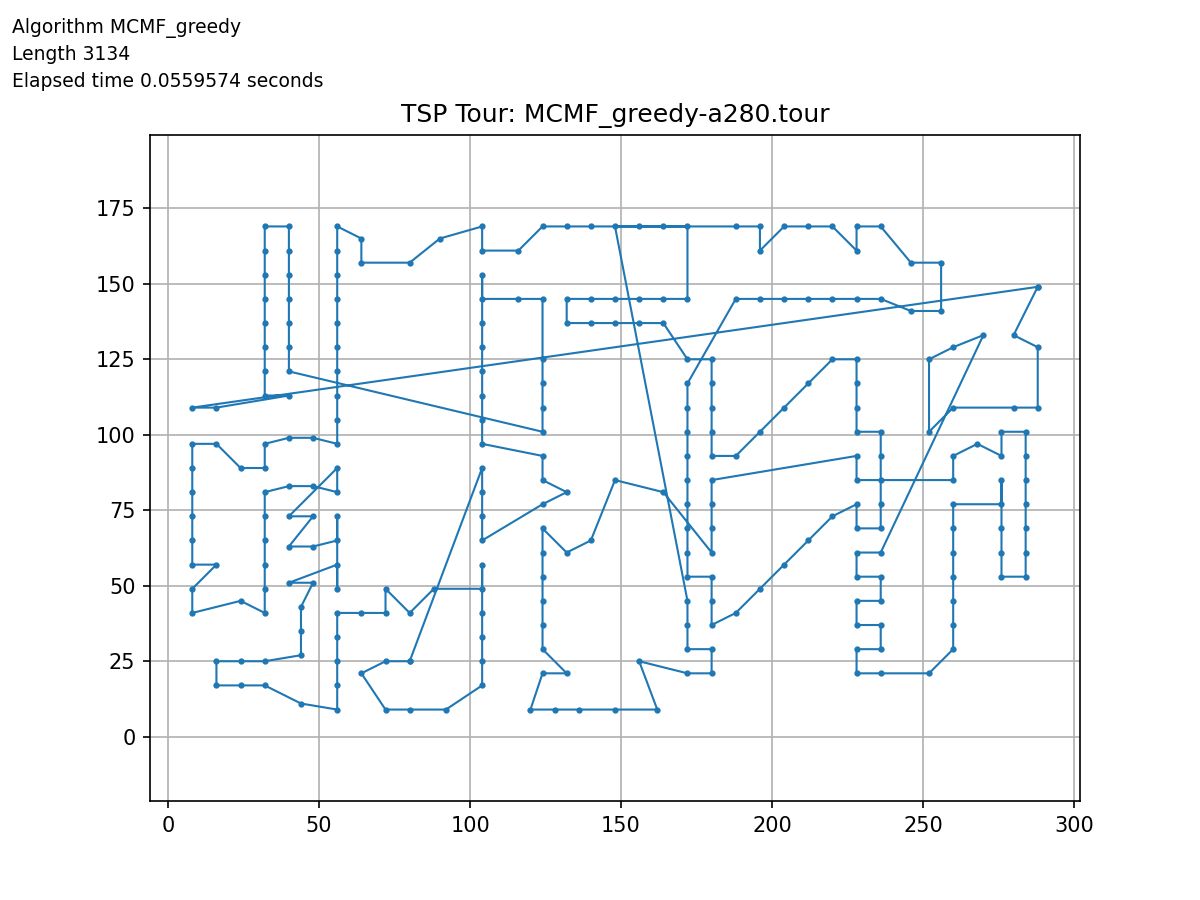 Algorithm MCMF_greedy
Length 3134
Elapsed time 0.0559574 seconds
TSP Tour: MCMF_greedy-a280.tour
175
150
125
100
75
50
25
0
0 50 100 150 200 250 300